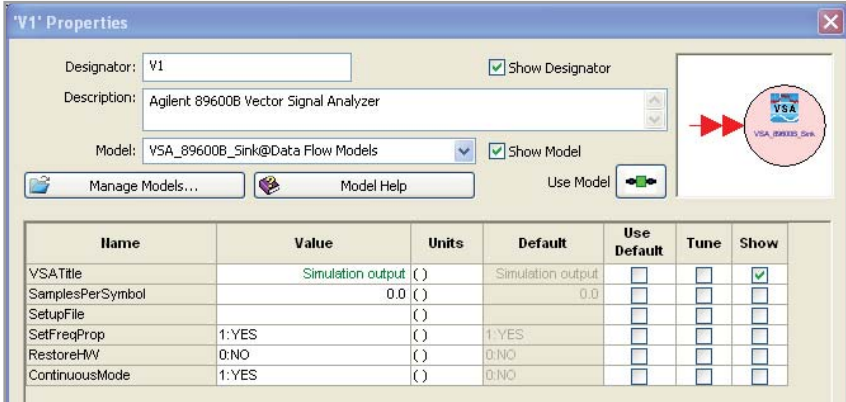 'V1' Properties
Designator: V1 Show Designator
Description: Agilent 89600B Vector Signal Analyzer
VSA
VSA_89600B_Sink
Model: VSA_89600B_Sink@Data Flow Models Show Model
Manage Models... Model Help Use Model
Name Value Units Default Use Default Tune Show
VSATitle Simulation output ( ) Simulation output
SamplesPerSymbol 0.0 ( ) 0.0
SetupFile ( )
SetFreqProp 1:YES ( ) 1:YES
RestoreHW 0:NO ( ) 0:NO
ContinuousMode 1:YES ( ) 0:NO